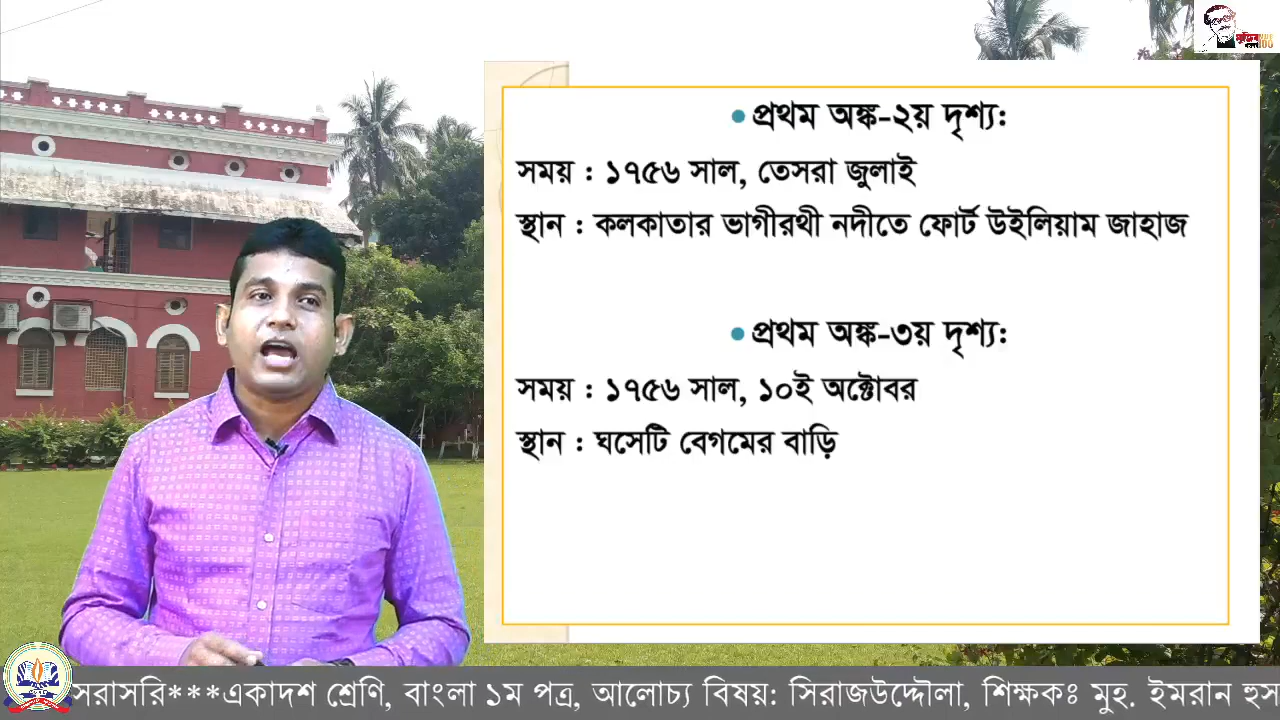 •প্রথম অঙ্ক-২য় দৃশ্য:
সময় : ১৭৫৬ সাল, তেসরা জুলাই
স্থান : কলকাতার ভাগীরথী নদীতে ফোর্ট উইলিয়াম জাহাজ
•প্রথম অঙ্ক-৩য় দৃশ্য:
সময় : ১৭৫৬ সাল, ১০ই অক্টোবর
স্থান : ঘসেটি বেগমের বাড়ি
সরাসরি***একাদশ শ্রেণি, বাংলা ১ম পত্র, আলোচ্য বিষয়: সিরাজউদ্দৌলা, শিক্ষকঃ মুহ. ইমরান হুস